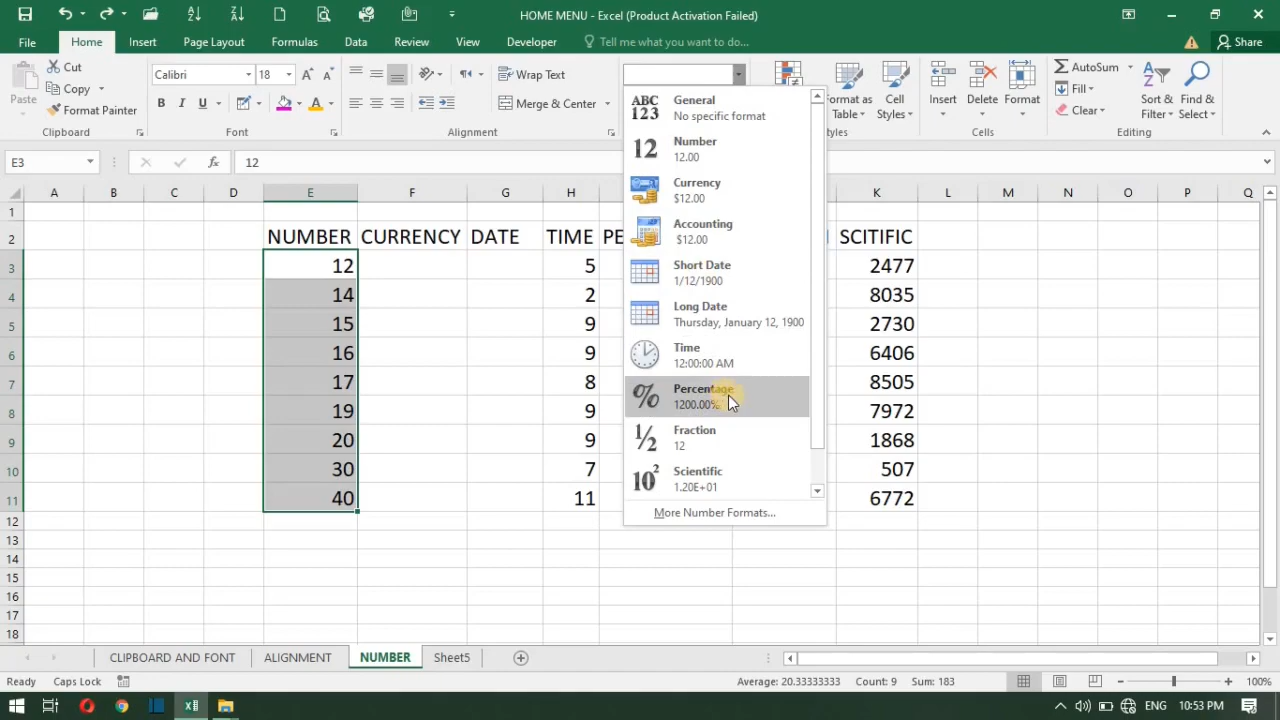 HOME MENU - Excel (Product Activation Failed)
File Home Insert Page Layout Formulas Data Review View Developer Tell me what you want to do... Share
Paste Cut Copy Format Painter Clipboard
Calibri 18 A A B I U A Font
Wrap Text Merge & Center Alignment
Format as Table Cell Styles Styles
Insert Delete Format Cells
AutoSum Fill Clear Sort & Filter Find & Select Editing
E3 fx 12
A B C D E F G H K L M N O P Q
1
2 NUMBER CURRENCY DATE TIME PE SCITIFIC
3 12 5 2477
4 14 2 8035
5 15 9 2730
6 16 9 6406
7 17 8 8505
8 19 9 7972
9 20 9 1868
10 30 7 507
11 40 11 6772
12
13
14
15
16
17
18
ABC 123 General
No specific format
12 Number
12.00
Currency
$12.00
Accounting
$12.00
Short Date
1/12/1900
Long Date
Thursday, January 12, 1900
Time
12:00:00 AM
% Percentage
1200.00%
½ Fraction
12
10² Scientific
1.20E+01
More Number Formats...
CLIPBOARD AND FONT ALIGNMENT NUMBER Sheet5
Ready Caps Lock Average: 20.33333333 Count: 9 Sum: 183 100%
ENG 10:53 PM